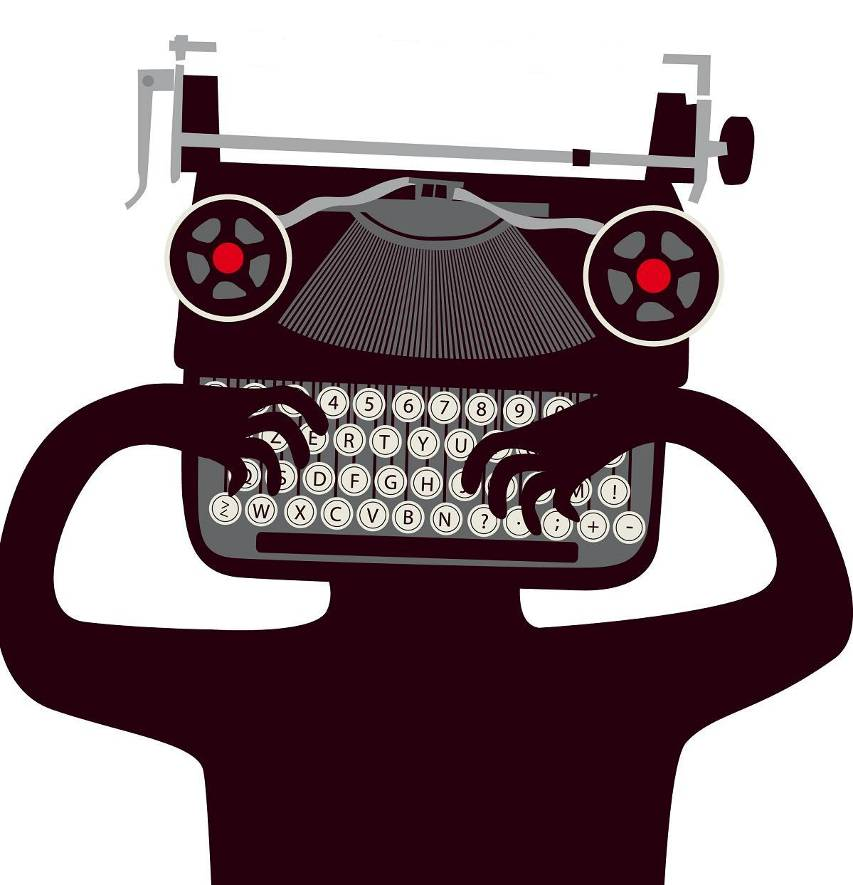 4 5 6 7 8 9
Z E R T Y U
Q S D F G H M !
W X C V B N ? . ; + -